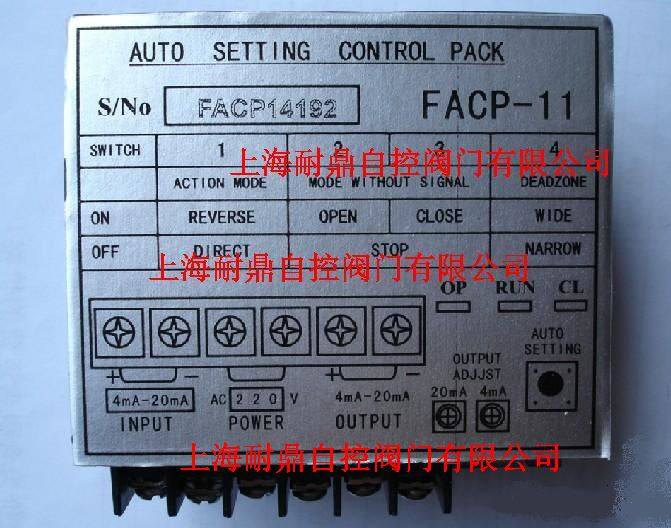 AUTO SETTING CONTROL PACK
S/No FACP14192 FACP-11
SWITCH 1 2 3 4
上海耐鼎自控阀门有限公司
ACTION MODE MODE WITHOUT SIGNAL DEADZONE
ON REVERSE OPEN CLOSE WIDE
OFF DIRECT STOP NARROW
上海耐鼎自控阀门有限公司
OP RUN CL
AUTO SETTING
OUTPUT ADJUST
20mA 4mA
+ - + -
4mA-20mA AC 220 V 4mA-20mA
INPUT POWER OUTPUT
上海耐鼎自控阀门有限公司